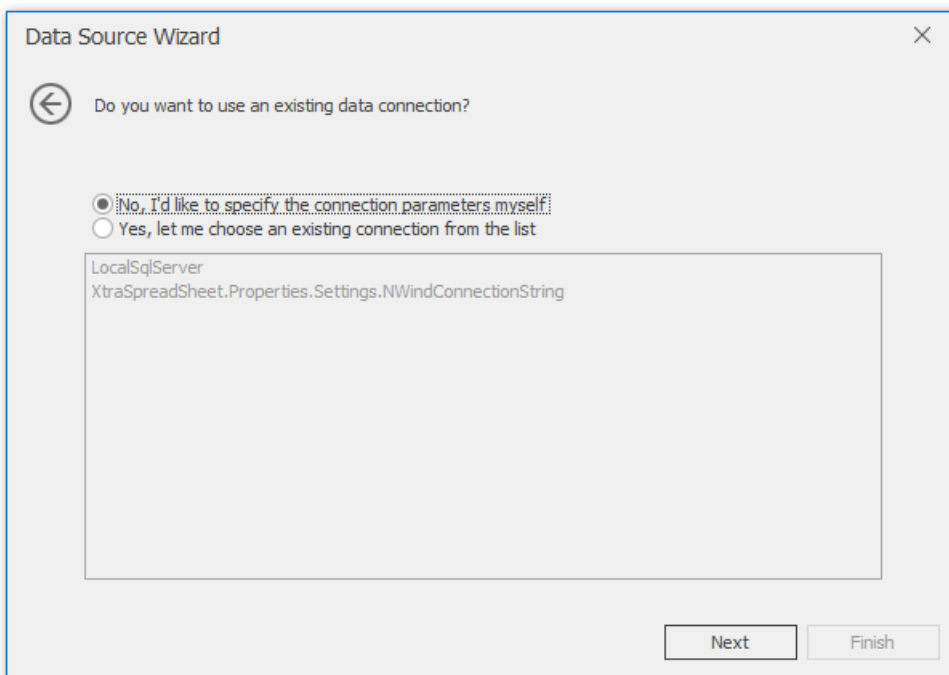 Data Source Wizard
Do you want to use an existing data connection?
No, I'd like to specify the connection parameters myself
Yes, let me choose an existing connection from the list
LocalSqlServer
XtraSpreadSheet.Properties.Settings.NWindConnectionString
Next
Finish